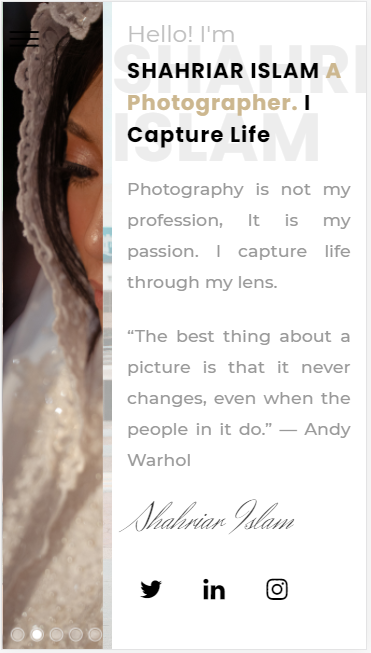 Hello! I'm
SHAHRI
ISLAM
SHAHRIAR ISLAM A
Photographer. I
Capture Life
Photography is not my
profession, It is my
passion. I capture life
through my lens.
“The best thing about a
picture is that it never
changes, even when the
people in it do.” — Andy
Warhol
Shahriar Islam
in